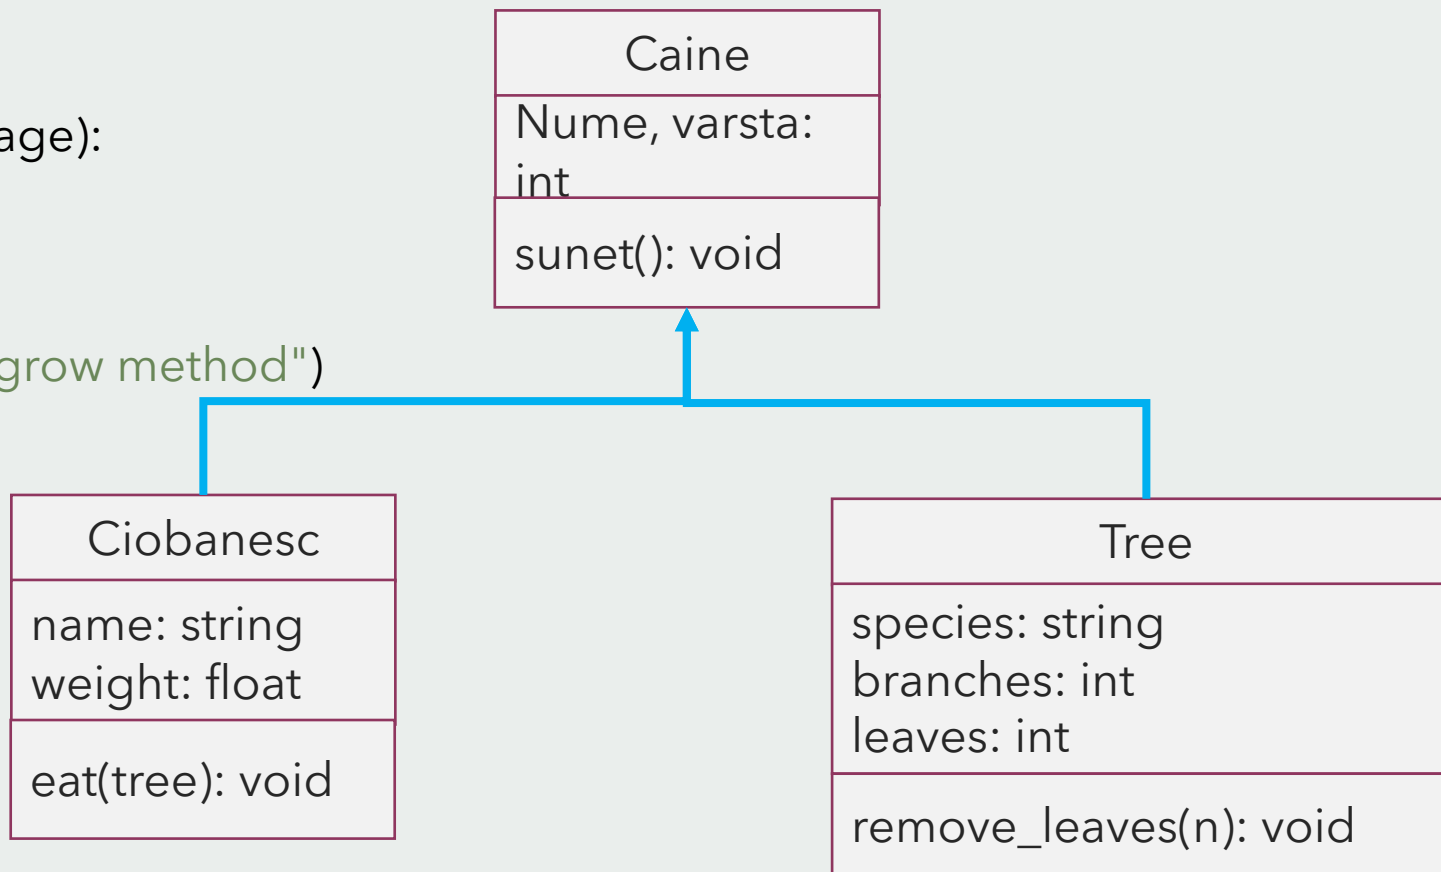 age):
grow method")
Caine
Nume, varsta:
int
sunet(): void
Ciobanesc
name: string
weight: float
eat(tree): void
Tree
species: string
branches: int
leaves: int
remove_leaves(n): void